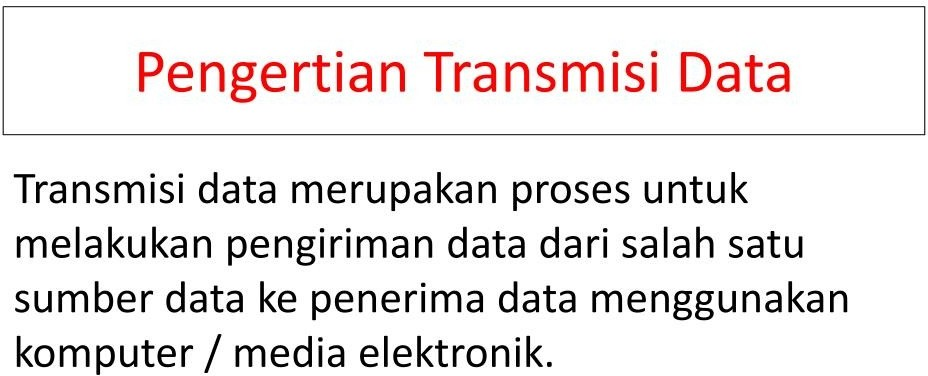 Pengertian Transmisi Data
Transmisi data merupakan proses untuk
melakukan pengiriman data dari salah satu
sumber data ke penerima data menggunakan
komputer / media elektronik.